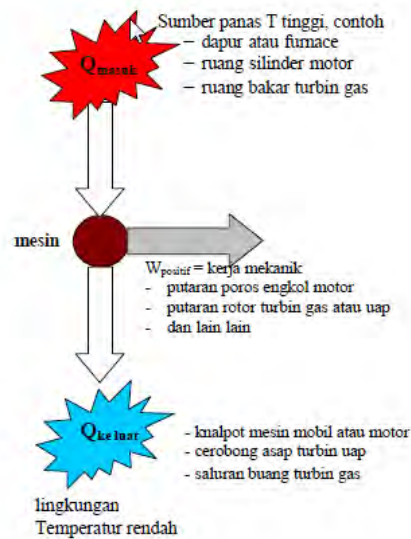 Sumber panas T tinggi, contoh
– dapur atau furnace
– ruang silinder motor
– ruang bakar turbin gas
Qmasuk
mesin
Wpositif = kerja mekanik
- putaran poros engkol motor
- putaran rotor turbin gas atau uap
- dan lain lain
Qke luar
- knalpot mesin mobil atau motor
- cerobong asap turbin uap
- saluran buang turbin gas
lingkungan
Temperatur rendah